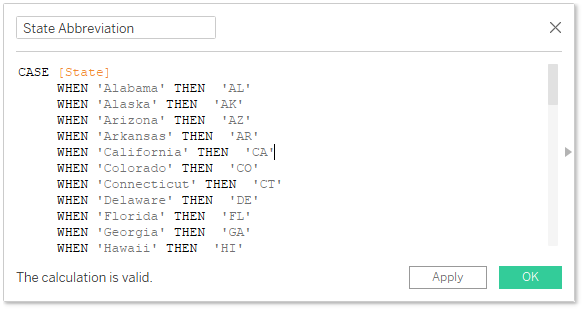 State Abbreviation
CASE [State]
WHEN 'Alabama' THEN 'AL'
WHEN 'Alaska' THEN 'AK'
WHEN 'Arizona' THEN 'AZ'
WHEN 'Arkansas' THEN 'AR'
WHEN 'California' THEN 'CA'
WHEN 'Colorado' THEN 'CO'
WHEN 'Connecticut' THEN 'CT'
WHEN 'Delaware' THEN 'DE'
WHEN 'Florida' THEN 'FL'
WHEN 'Georgia' THEN 'GA'
WHEN 'Hawaii' THEN 'HI'
The calculation is valid.
Apply
OK